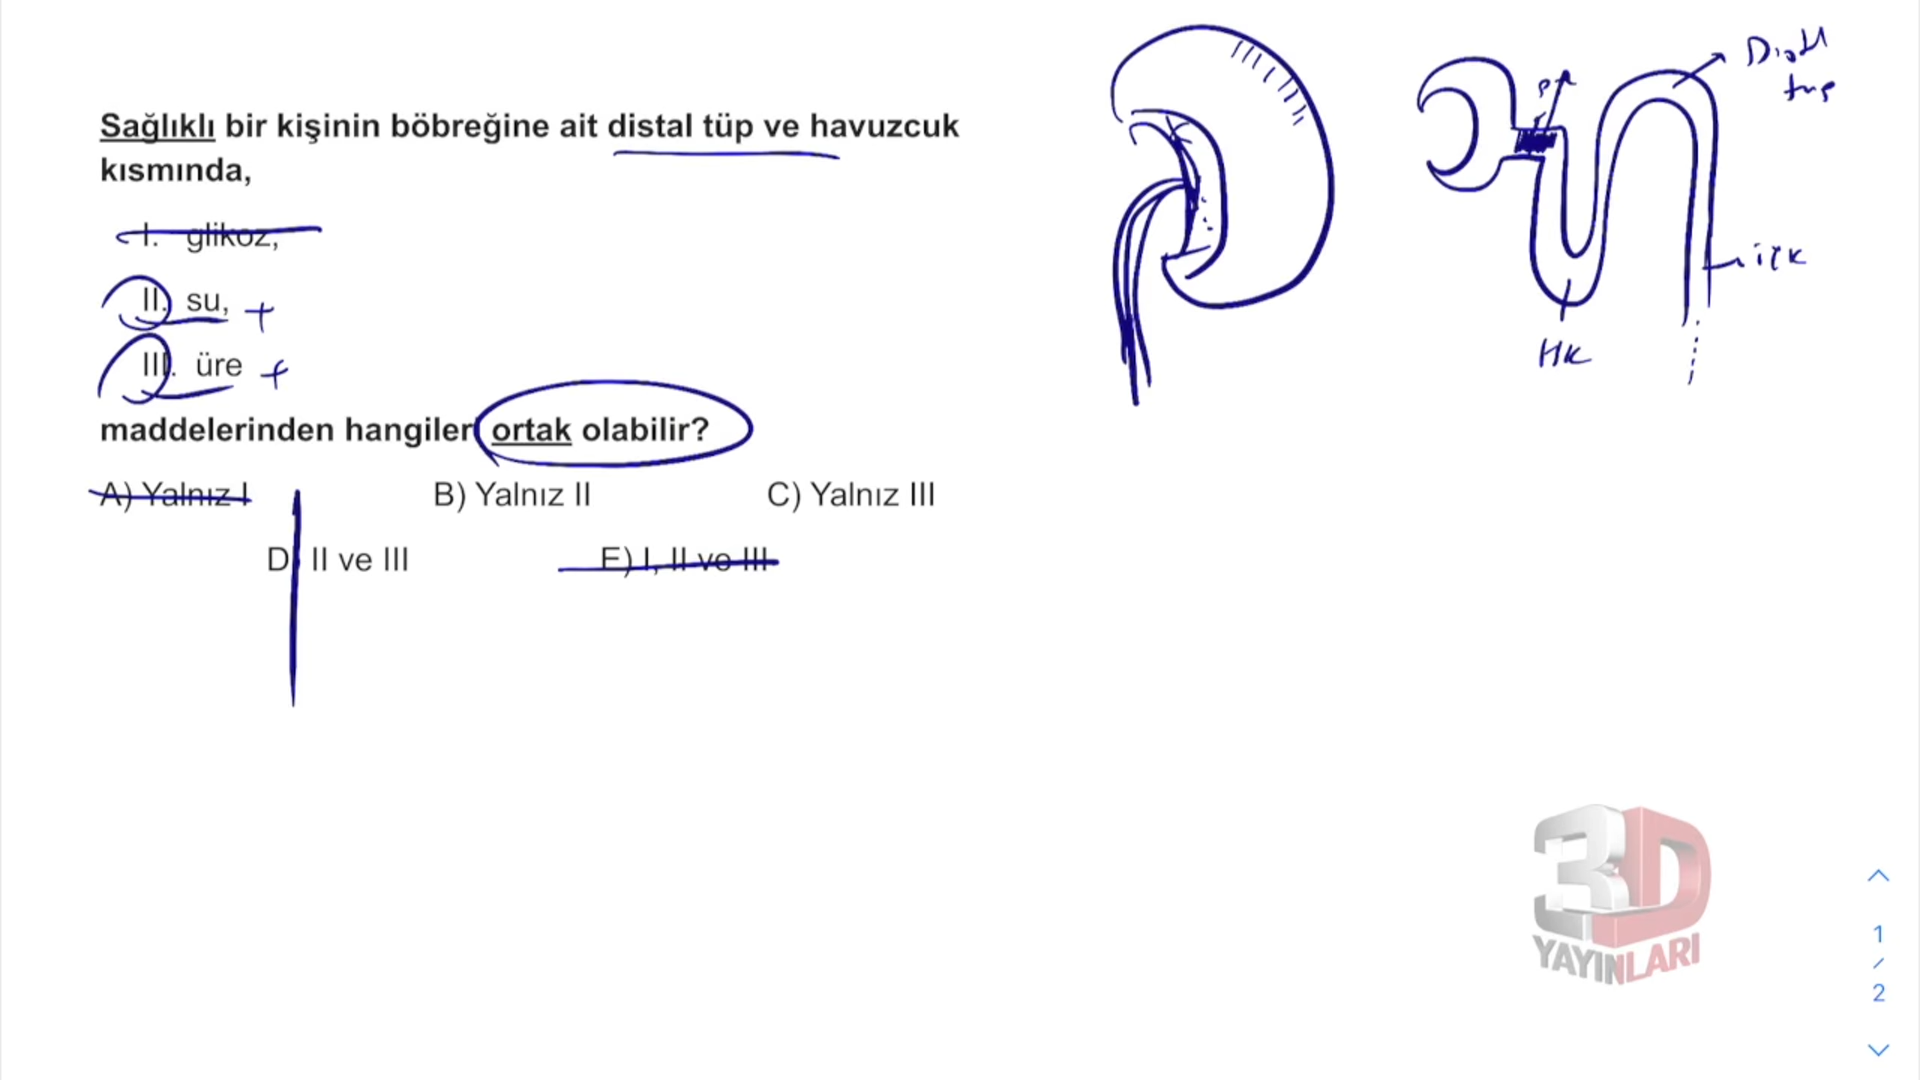 Sağlıklı bir kişinin böbreğine ait distal tüp ve havuzcuk
kısmında,
I. glikoz,
II. su, +
III. üre +
maddelerinden hangileri ortak olabilir?
A) Yalnız I
B) Yalnız II
C) Yalnız III
D) II ve III
E) I, II ve III
Distal
tüp
İTK
HK
3D
YAYINLARI
1
/
2